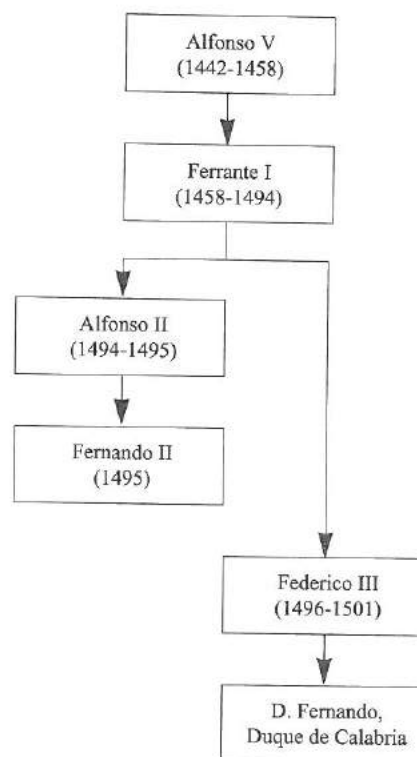 Alfonso V
(1442-1458)
Ferrante I
(1458-1494)
Alfonso II
(1494-1495)
Fernando II
(1495)
Federico III
(1496-1501)
D. Fernando,
Duque de Calabria